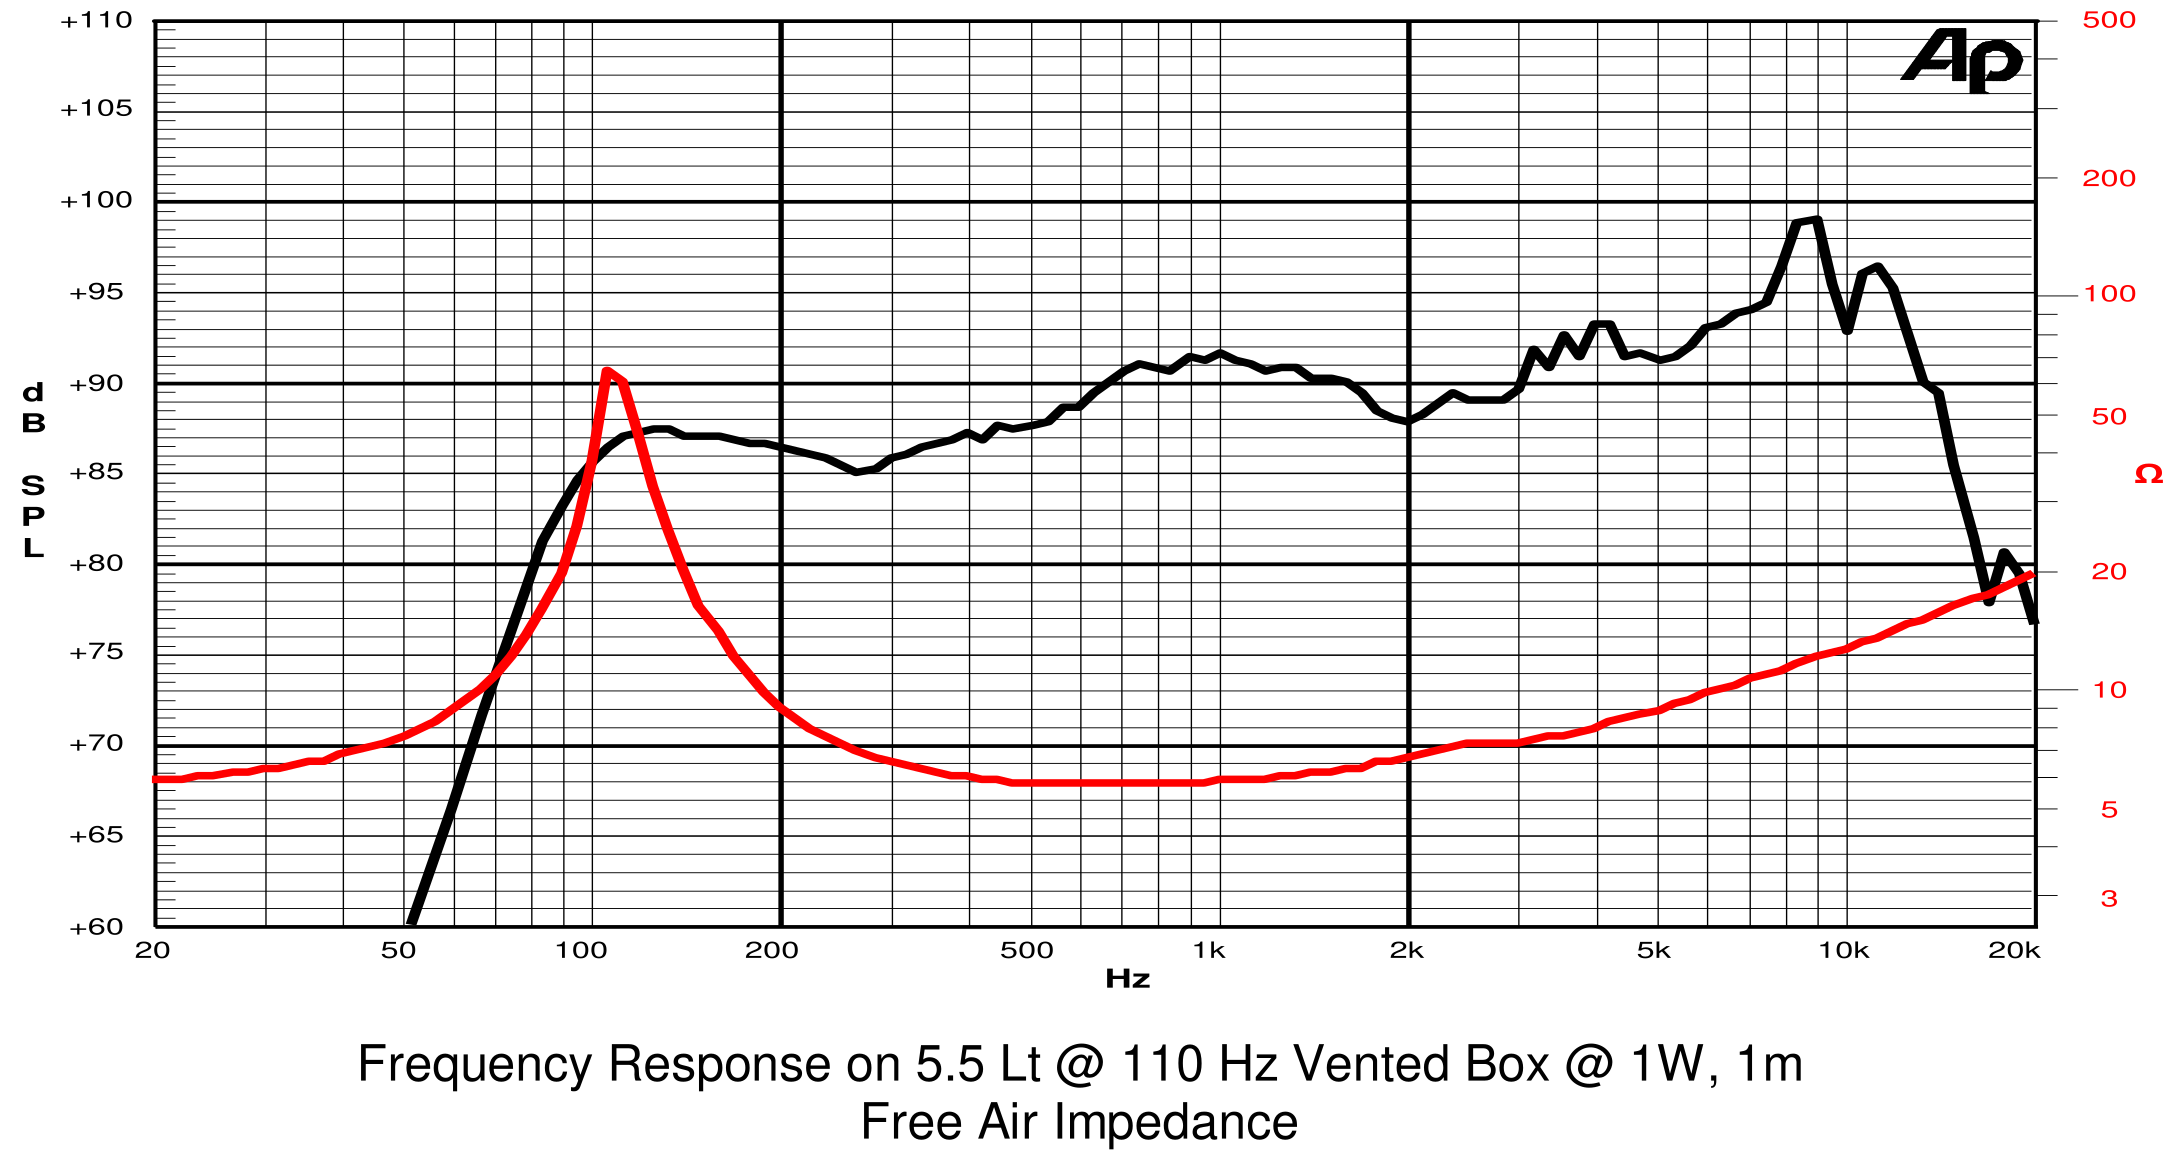 +110
+105
+100
+95
+90
+85
+80
+75
+70
+65
+60
dB SPL
500
200
100
50
20
10
5
3
Ω
Ap
20 50 100 200 500 1k 2k 5k 10k 20k
Hz
Frequency Response on 5.5 Lt @ 110 Hz Vented Box @ 1W, 1m
Free Air Impedance